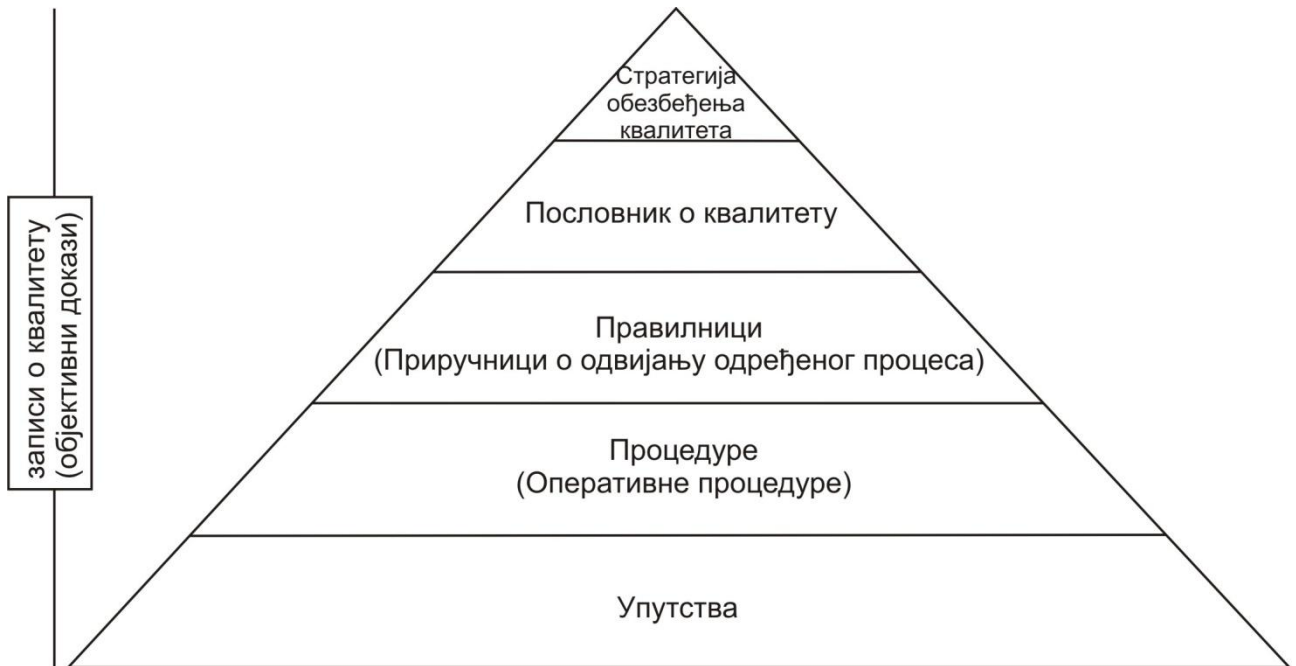 записи о квалитету
(објективни докази)
Стратегија
обезбеђења
квалитета
Пословник о квалитету
Правилници
(Приручници о одвијању одређеног процеса)
Процедуре
(Оперативне процедуре)
Упутства